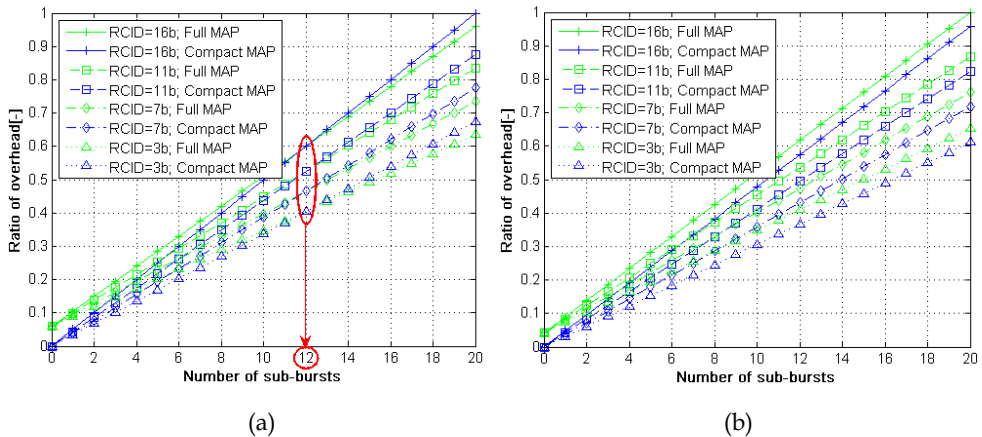 1
0.9
0.8
0.7
0.6
0.5
0.4
0.3
0.2
0.1
0
Ratio of overhead[-]
RCID=16b; Full MAP
RCID=16b; Compact MAP
RCID=11b; Full MAP
RCID=11b; Compact MAP
RCID=7b; Full MAP
RCID=7b; Compact MAP
RCID=3b; Full MAP
RCID=3b; Compact MAP
0 2 4 6 8 10 12 14 16 18 20
Number of sub-bursts
(a)
1
0.9
0.8
0.7
0.6
0.5
0.4
0.3
0.2
0.1
0
Ratio of overhead[-]
RCID=16b; Full MAP
RCID=16b; Compact MAP
RCID=11b; Full MAP
RCID=11b; Compact MAP
RCID=7b; Full MAP
RCID=7b; Compact MAP
RCID=3b; Full MAP
RCID=3b; Compact MAP
0 2 4 6 8 10 12 14 16 18 20
Number of sub-bursts
(b)